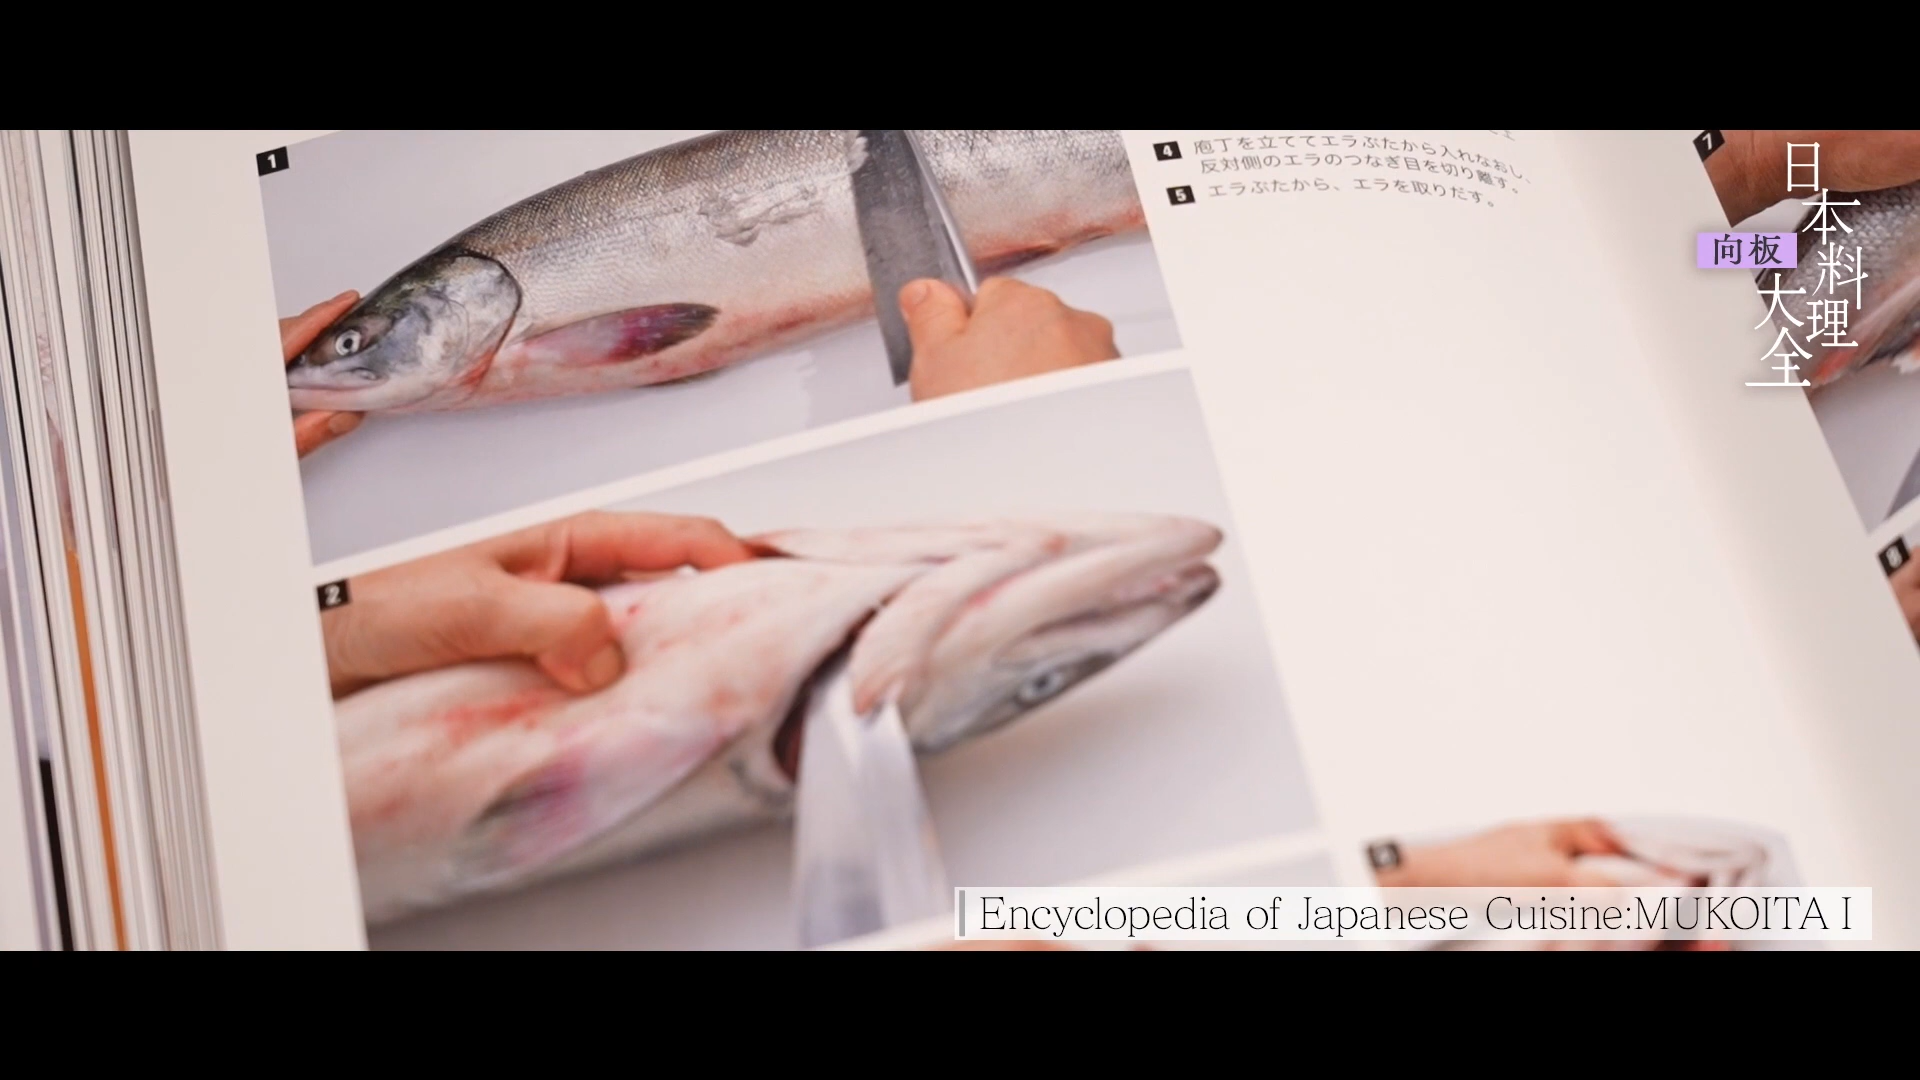 1
4 庖丁を立ててエラぶたから入れなおし、
反対側のエラのつなぎ目を切り離す。
5 エラぶたから、エラを取りだす。
2
7
日本料理
向板
大全
8
Encyclopedia of Japanese Cuisine:MUKOITA I